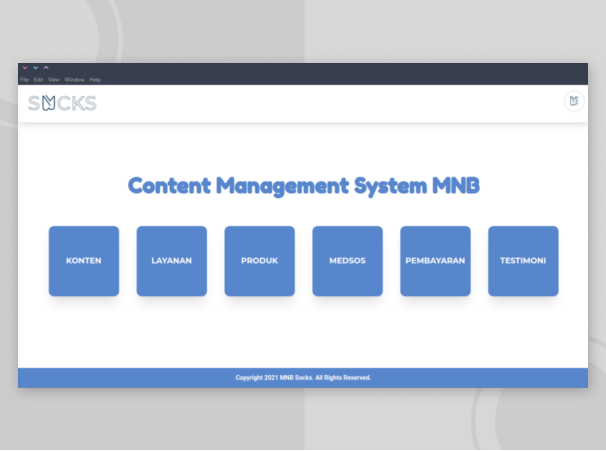 File Edit View Window Help
SOCKS
Content Management System MNB
KONTEN
LAYANAN
PRODUK
MEDSOS
PEMBAYARAN
TESTIMONI
Copyright 2021 MNB Socks. All Rights Reserved.